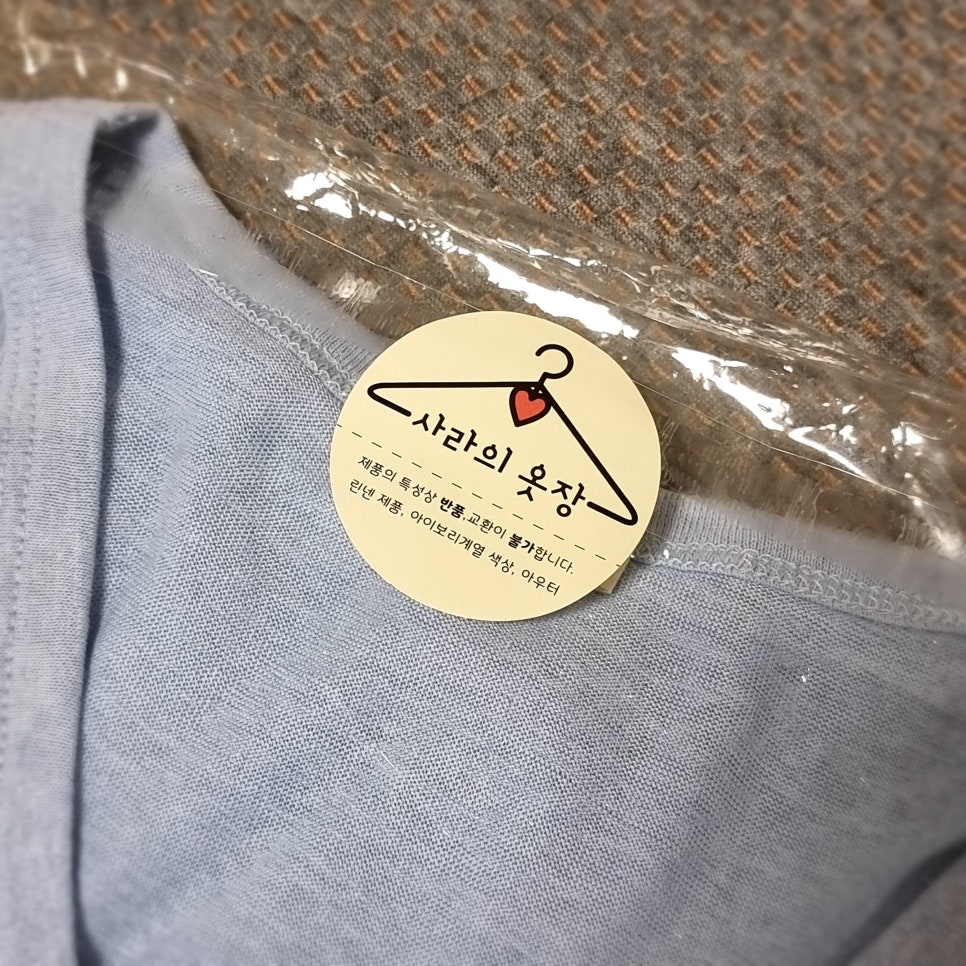 사라의 옷장
제품의 특성상 반품,교환이 불가합니다.
린넨 제품, 아이보리계열 색상, 아우터